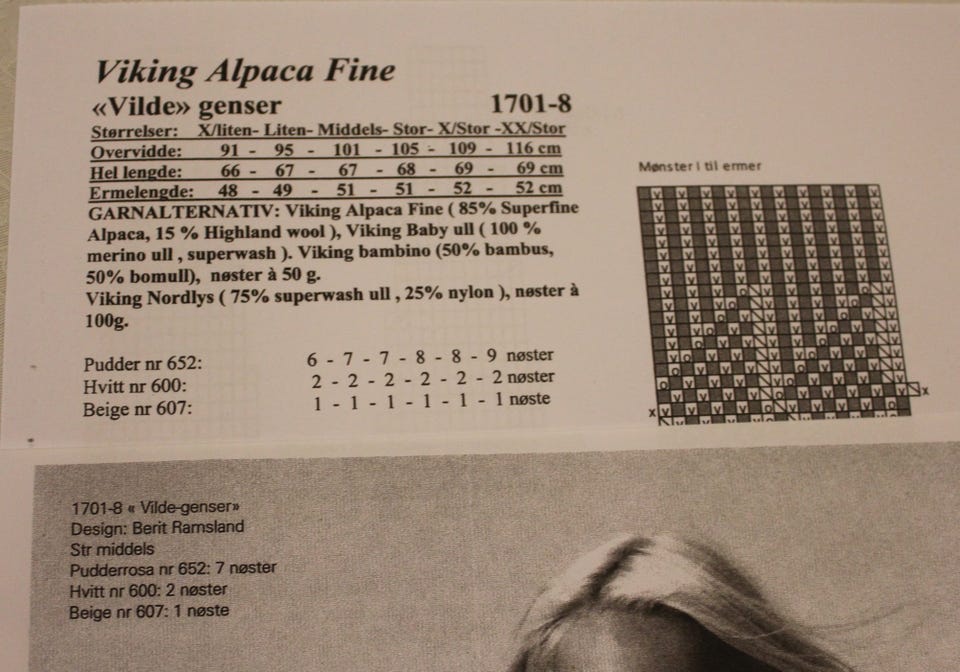 Viking Alpaca Fine
«Vilde» genser 1701-8
Størrelser: X/liten- Liten- Middels- Stor- X/Stor -XX/Stor
Overvidde: 91 - 95 - 101 - 105 - 109 - 116 cm
Hel lengde: 66 - 67 - 67 - 68 - 69 - 69 cm
Ermelengde: 48 - 49 - 51 - 51 - 52 - 52 cm
GARNALTERNATIV: Viking Alpaca Fine ( 85% Superfine
Alpaca, 15 % Highland wool ), Viking Baby ull ( 100 %
merino ull , superwash ). Viking bambino (50% bambus,
50% bomull), nøster à 50 g.
Viking Nordlys ( 75% superwash ull , 25% nylon ), nøster à
100g.
Pudder nr 652: 6 - 7 - 7 - 8 - 8 - 9 nøster
Hvitt nr 600: 2 - 2 - 2 - 2 - 2 - 2 nøster
Beige nr 607: 1 - 1 - 1 - 1 - 1 - 1 nøste
Mønster I til ermer
x x
1701-8 « Vilde-genser»
Design: Berit Ramsland
Str middels
Pudderrosa nr 652: 7 nøster
Hvitt nr 600: 2 nøster
Beige nr 607: 1 nøste